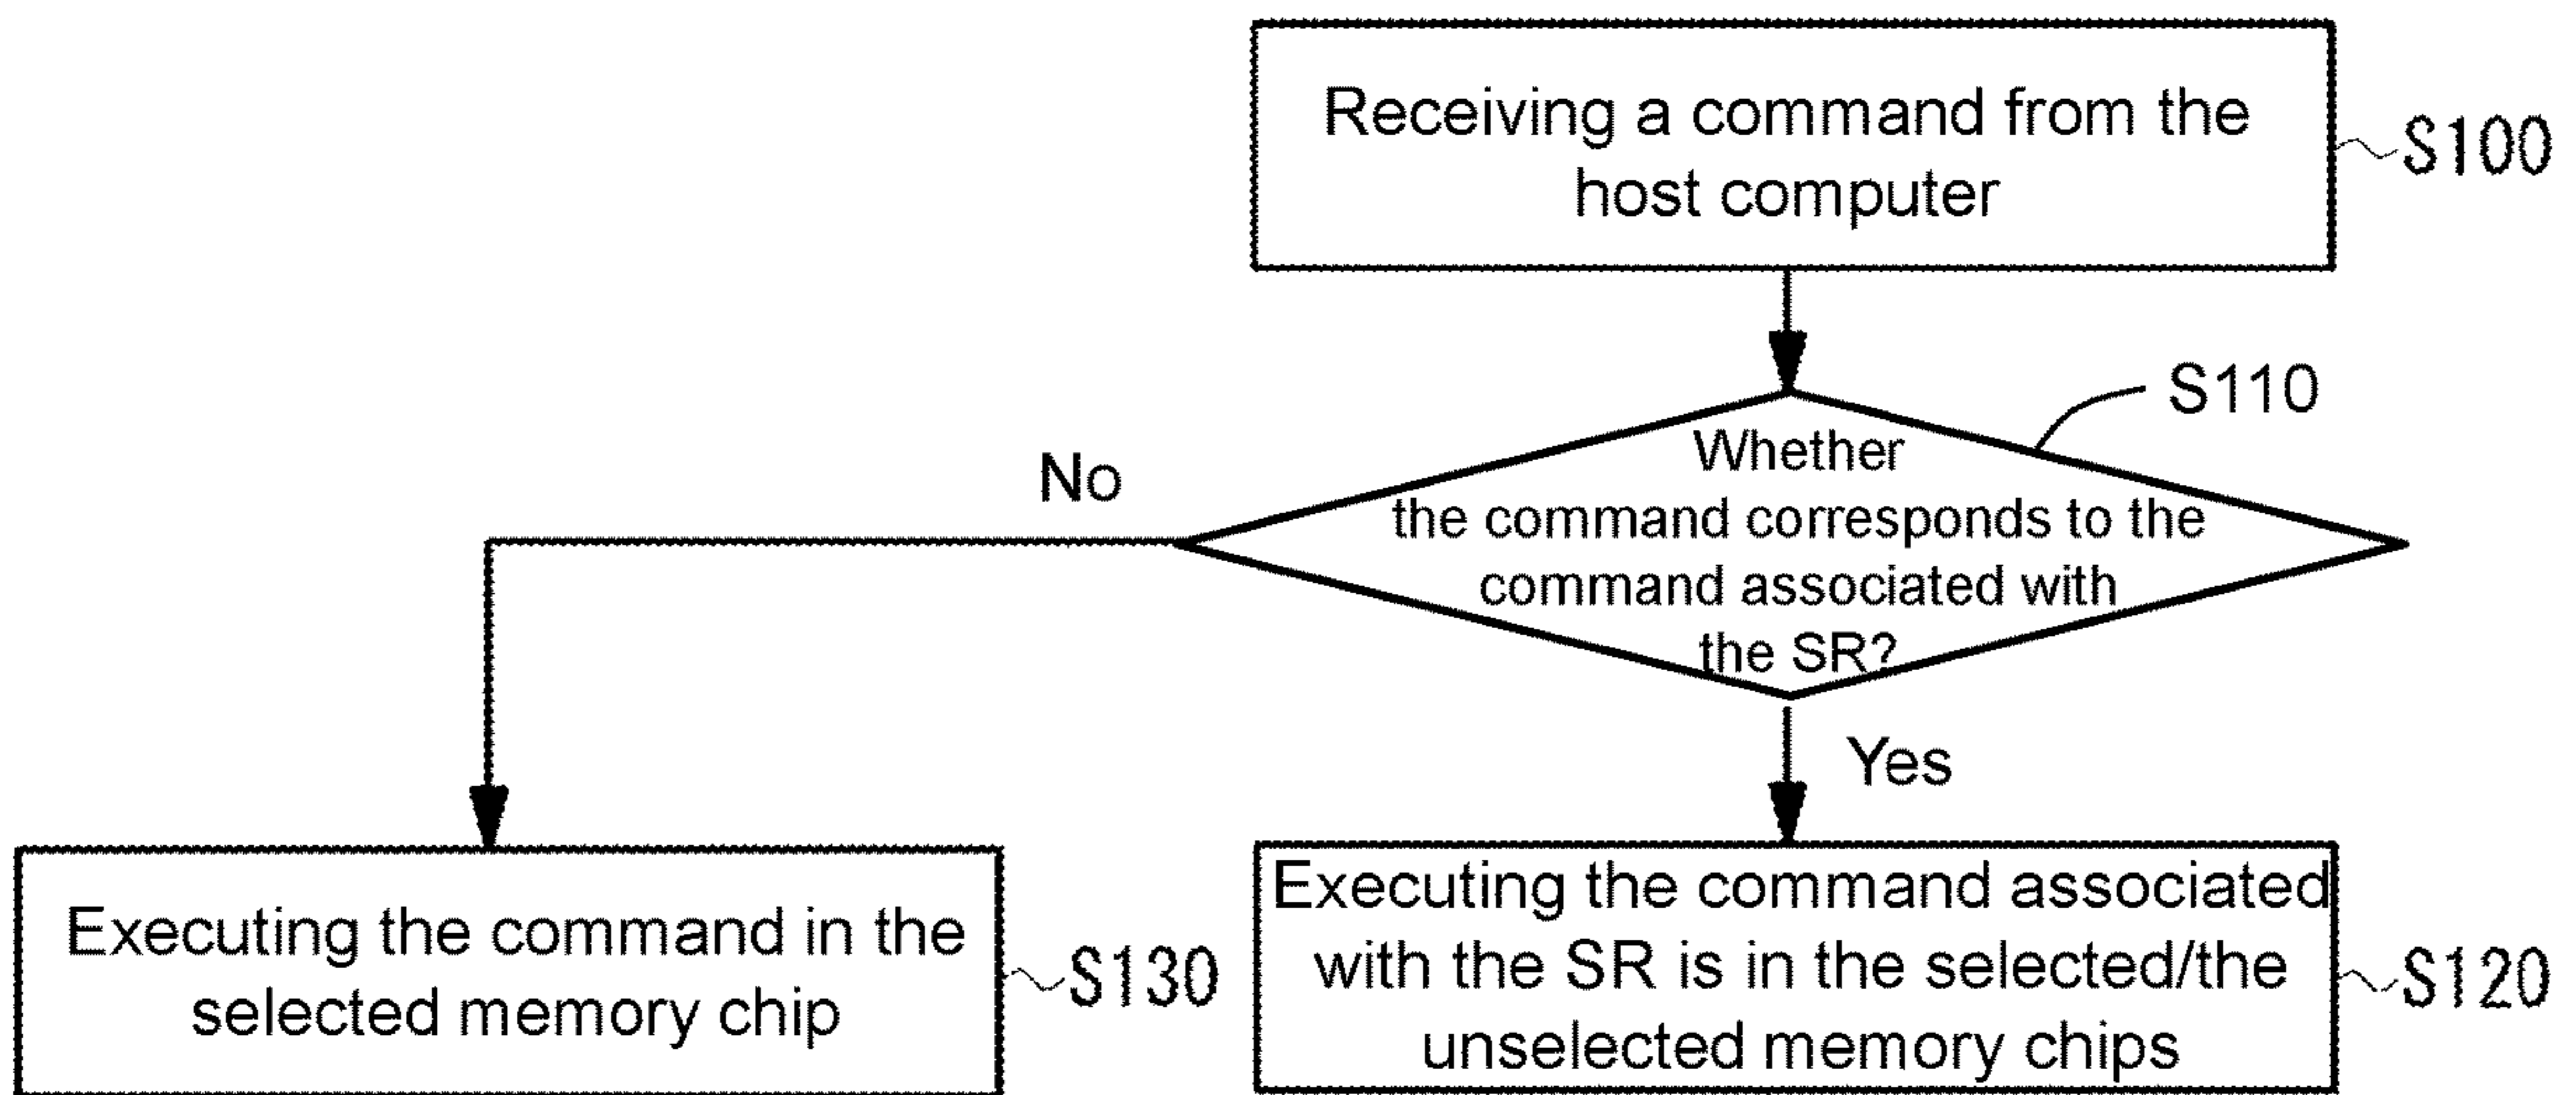 Receiving a command from the
host computer
S100
S110
Whether
the command corresponds to the
command associated with
the SR?
No
Yes
Executing the command in the
selected memory chip
S130
Executing the command associated
with the SR is in the selected/the
unselected memory chips
S120